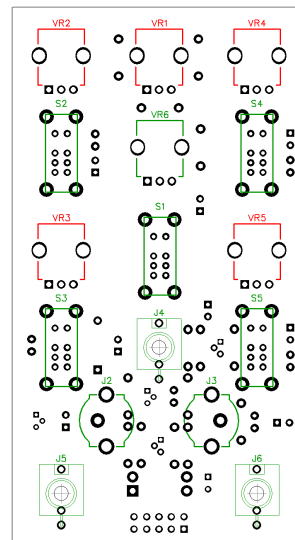 VR2 VR1 VR4
S2 S4
VR6
S1
VR3 VR5
S3 J4 S5
J2 J3
J5 J6